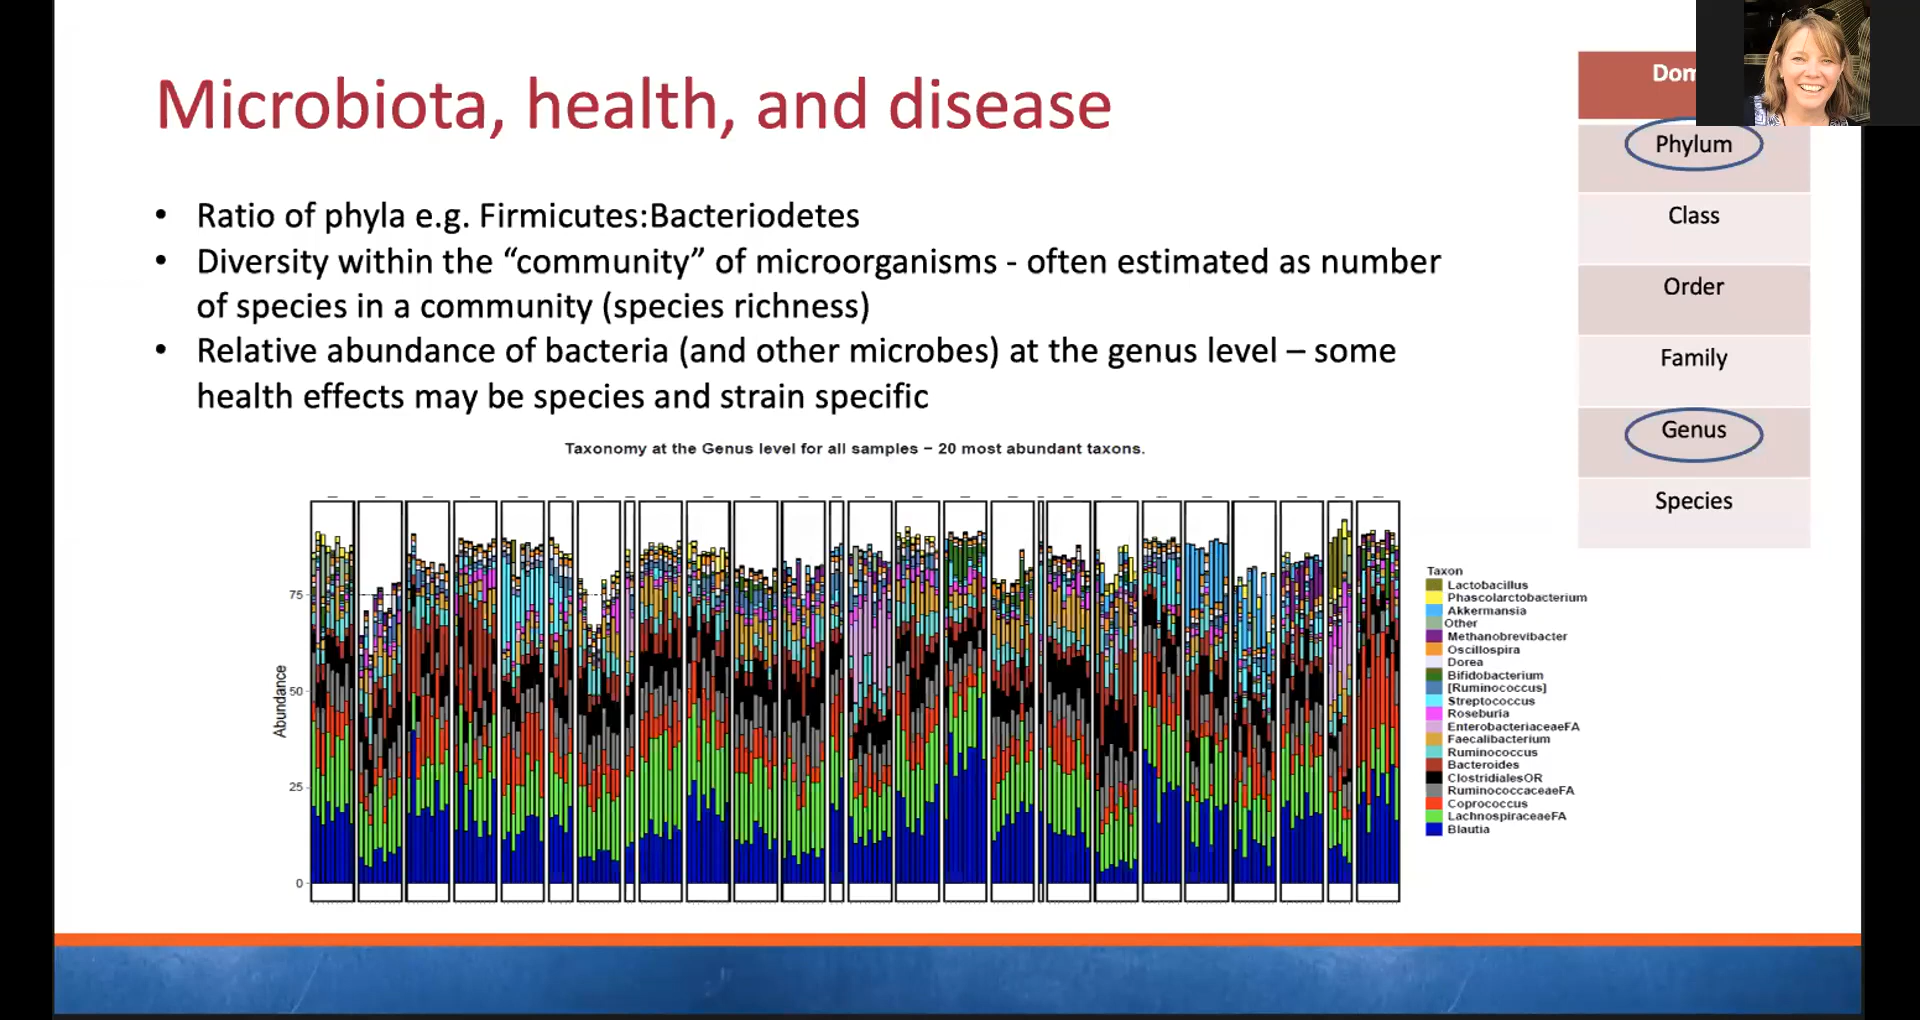 Microbiota, health, and disease
• Ratio of phyla e.g. Firmicutes:Bacteriodetes
• Diversity within the “community” of microorganisms - often estimated as number
of species in a community (species richness)
• Relative abundance of bacteria (and other microbes) at the genus level – some
health effects may be species and strain specific
Dom
Phylum
Class
Order
Family
Genus
Species
Taxonomy at the Genus level for all samples − 20 most abundant taxons.
Abundance
75
50
25
0
Taxon
Lactobacillus
Phascolarctobacterium
Akkermansia
Other
Methanobrevibacter
Oscillospira
Dorea
Bifidobacterium
[Ruminococcus]
Streptococcus
Roseburia
EnterobacteriaceaeFA
Faecalibacterium
Ruminococcus
Bacteroides
ClostridialesOR
RuminococcaceaeFA
Coprococcus
LachnospiraceaeFA
Blautia